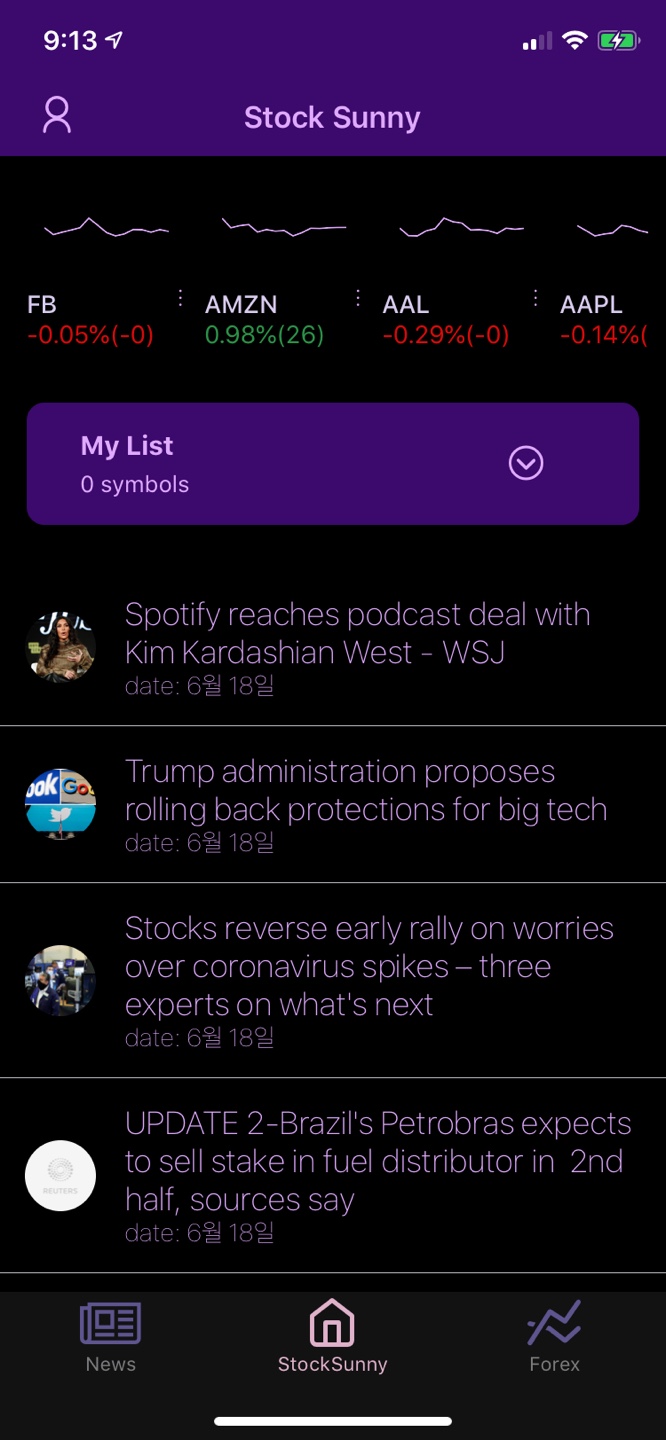 9:13
Stock Sunny
FB
-0.05%(-0)
AMZN
0.98%(26)
AAL
-0.29%(-0)
AAPL
-0.14%(
My List
0 symbols
Spotify reaches podcast deal with
Kim Kardashian West - WSJ
date: 6월 18일
ook Go
Trump administration proposes
rolling back protections for big tech
date: 6월 18일
Stocks reverse early rally on worries
over coronavirus spikes – three
experts on what's next
date: 6월 18일
REUTERS
UPDATE 2-Brazil's Petrobras expects
to sell stake in fuel distributor in  2nd
half, sources say
date: 6월 18일
News
StockSunny
Forex